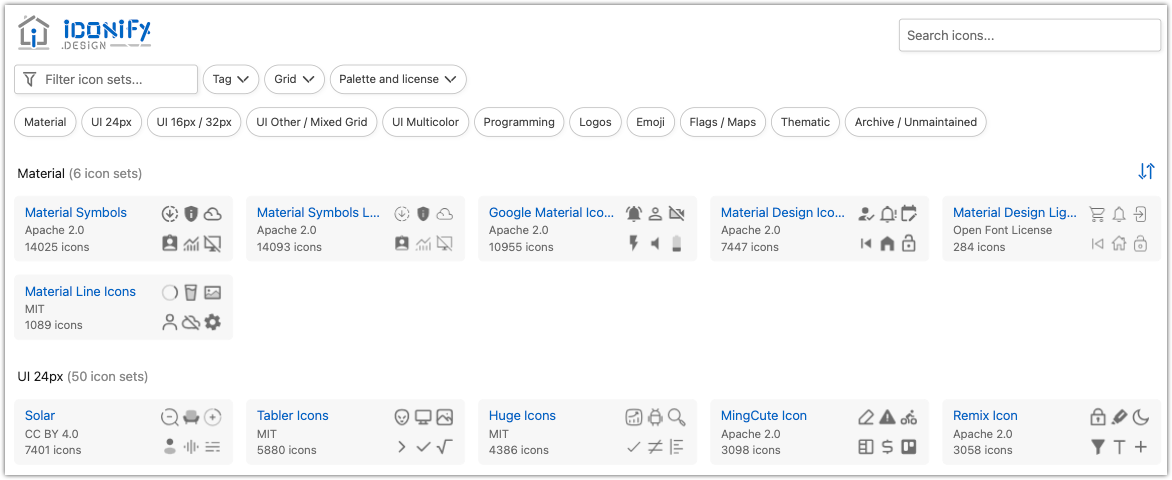 iconify
.DESIGN
Search icons...
Filter icon sets...
Tag
Grid
Palette and license
Material
UI 24px
UI 16px / 32px
UI Other / Mixed Grid
UI Multicolor
Programming
Logos
Emoji
Flags / Maps
Thematic
Archive / Unmaintained
Material (6 icon sets)
Material Symbols
Apache 2.0
14025 icons
Material Symbols L...
Apache 2.0
14093 icons
Google Material Ico...
Apache 2.0
10955 icons
Material Design Ico...
Apache 2.0
7447 icons
Material Design Lig...
Open Font License
284 icons
Material Line Icons
MIT
1089 icons
UI 24px (50 icon sets)
Solar
CC BY 4.0
7401 icons
Tabler Icons
MIT
5880 icons
Huge Icons
MIT
4386 icons
MingCute Icon
Apache 2.0
3098 icons
Remix Icon
Apache 2.0
3058 icons